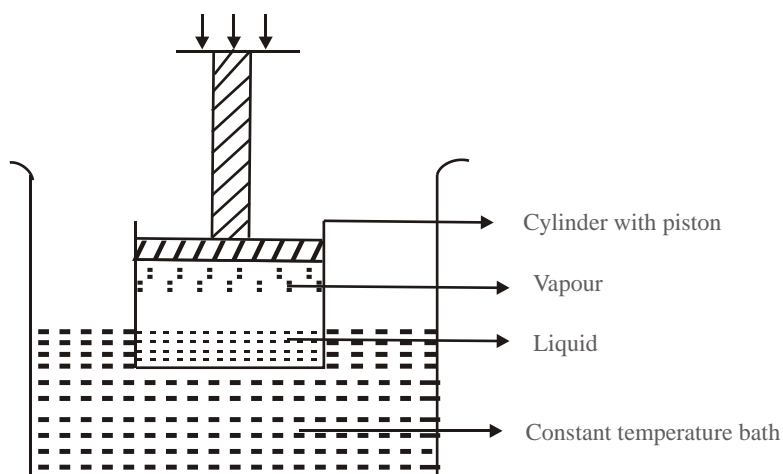 Cylinder with piston
Vapour
Liquid
Constant temperature bath